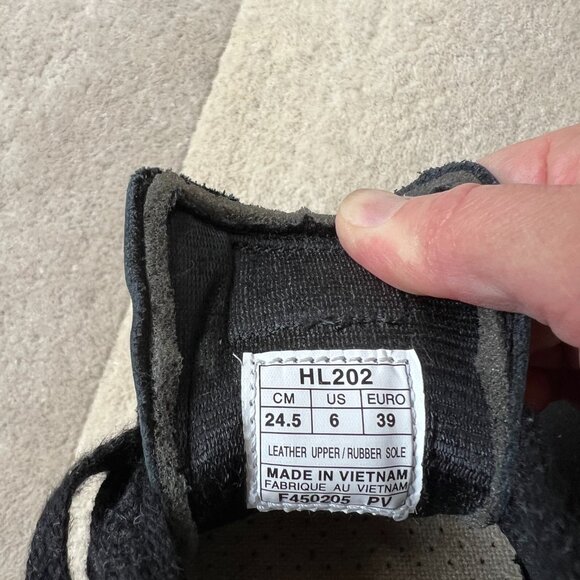 HL202
CM US EURO
24.5 6 39
LEATHER UPPER / RUBBER SOLE
MADE IN VIETNAM
FABRIQUE AU VIETNAM
F450205 PV